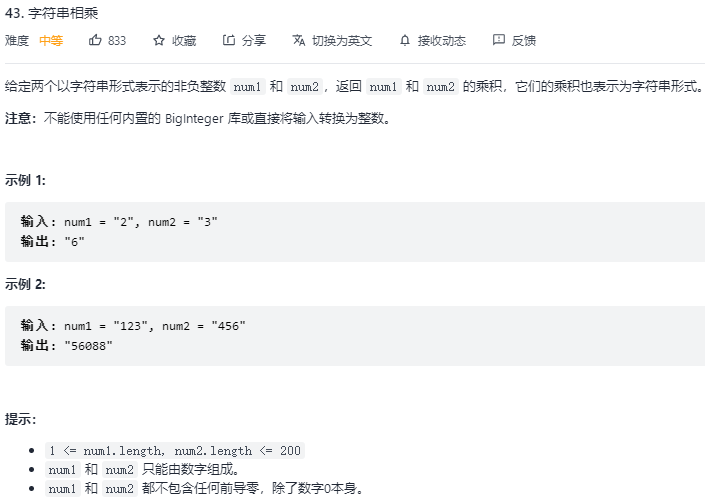 43. 字符串相乘
难度 中等 833 收藏 分享 切换为英文 接收动态 反馈
给定两个以字符串形式表示的非负整数 num1 和 num2，返回 num1 和 num2 的乘积，它们的乘积也表示为字符串形式。
注意：不能使用任何内置的 BigInteger 库或直接将输入转换为整数。
示例 1:
输入: num1 = "2", num2 = "3"
输出: "6"
示例 2:
输入: num1 = "123", num2 = "456"
输出: "56088"
提示：
1 <= num1.length, num2.length <= 200
num1 和 num2 只能由数字组成。
num1 和 num2 都不包含任何前导零，除了数字0本身。